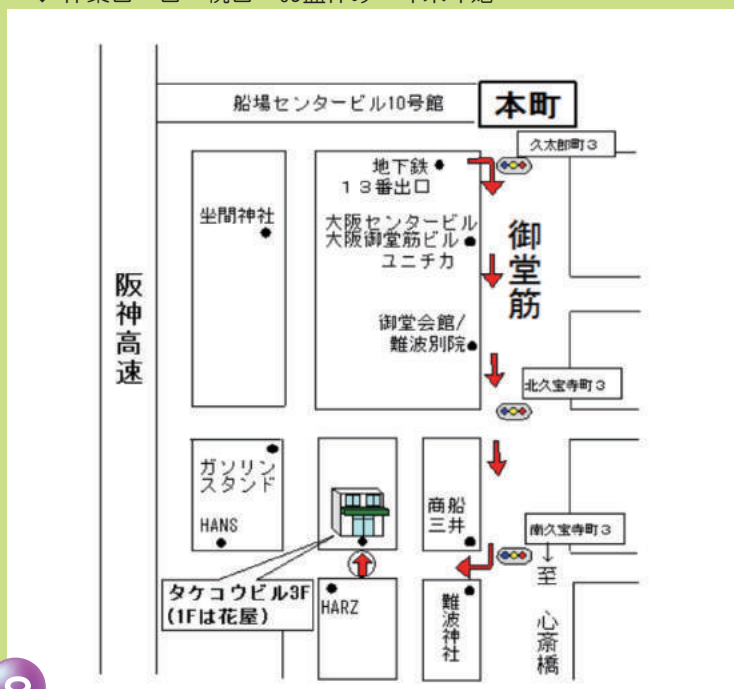 船場センタービル10号館
本町
久太郎町3
地下鉄
13番出口
坐間神社
大阪センタービル
大阪御堂筋ビル
ユニチカ
御堂筋
阪神高速
御堂会館/
難波別院
北久宝寺町3
ガソリン
スタンド
HANS
商船
三井
南久宝寺町3
タケコウビル3F
(1Fは花屋)
HARZ
難波神社
至 心斎橋